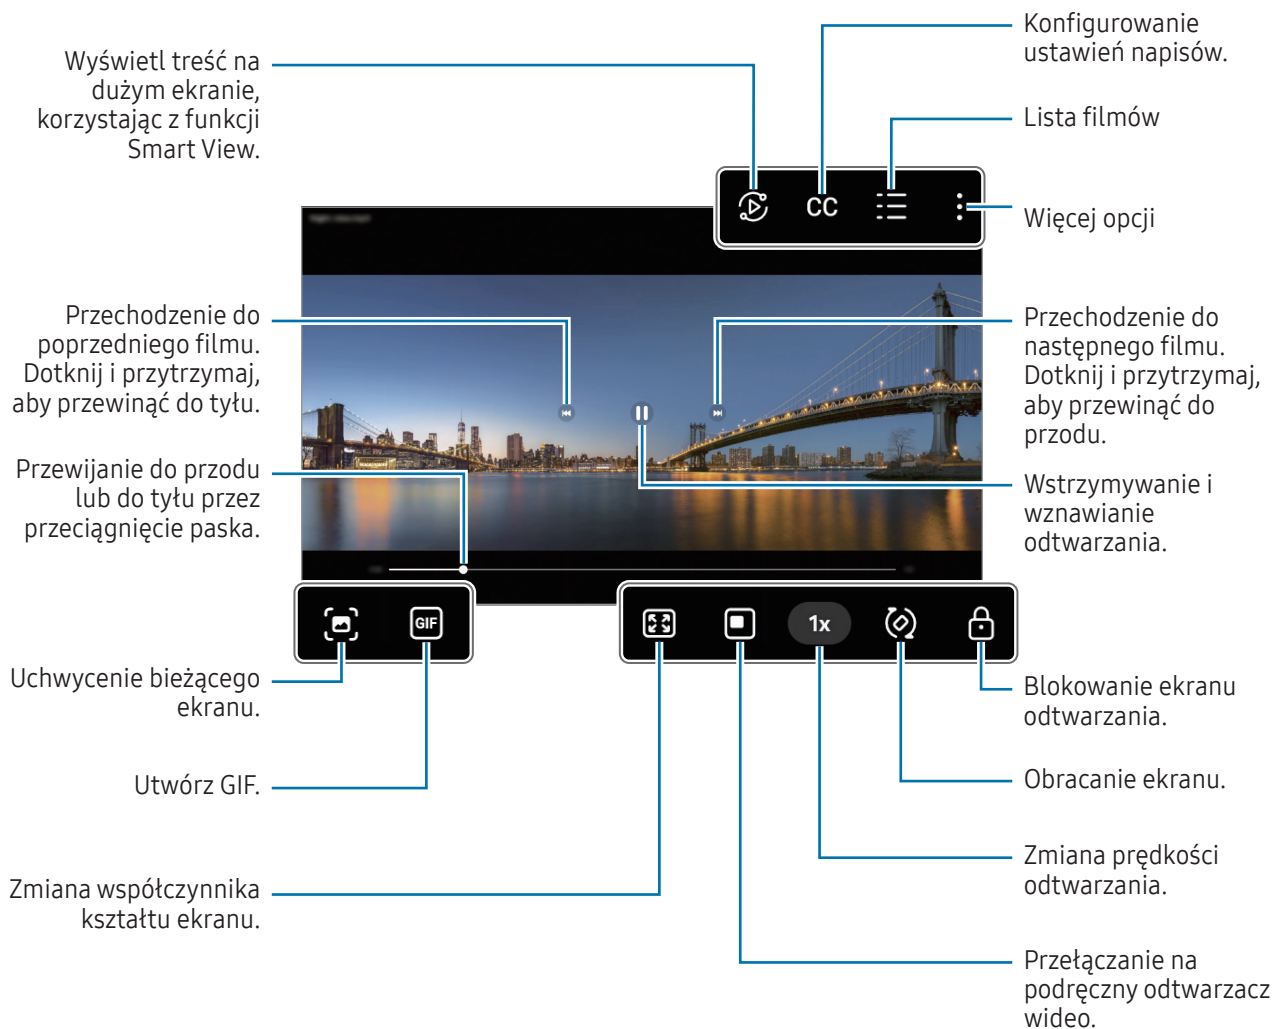 Konfigurowanie
ustawień napisów.
Wyświetl treść na
dużym ekranie,
korzystając z funkcji
Smart View.
Lista filmów
CC
Więcej opcji
Przechodzenie do
poprzedniego filmu.
Dotknij i przytrzymaj,
aby przewinąć do tyłu.
Przechodzenie do
następnego filmu.
Dotknij i przytrzymaj,
aby przewinąć do
przodu.
Przewijanie do przodu
lub do tyłu przez
przeciągnięcie paska.
Wstrzymywanie i
wznawianie
odtwarzania.
GIF
1x
Uchwycenie bieżącego
ekranu.
Blokowanie ekranu
odtwarzania.
Utwórz GIF.
Obracanie ekranu.
Zmiana współczynnika
kształtu ekranu.
Zmiana prędkości
odtwarzania.
Przełączanie na
podręczny odtwarzacz
wideo.